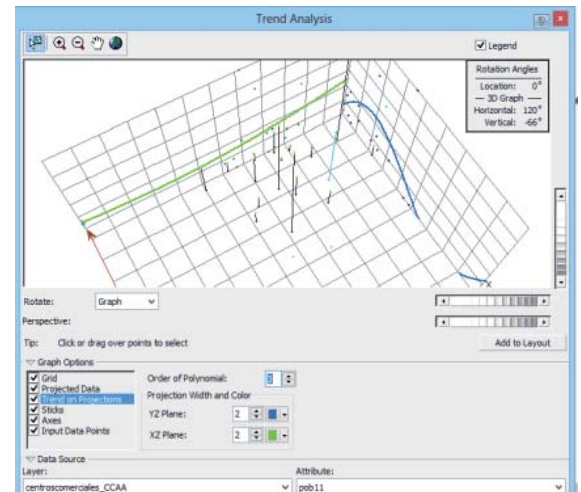 Trend Analysis
Legend
Rotation Angles
Location: 0°
3D Graph
Horizontal: 120°
Vertical: -66°
Rotate: Graph
Perspective:
Tip: Click or drag over points to select
Add to Layout
Graph Options
Grid
Projected Data
Trend on Projections
Sticks
Axes
Input Data Points
Order of Polynomial:
Projection Width and Color
YZ Plane: 2
XZ Plane: 2
Data Source
Layer: Attribute:
centroscomerciales_CCAA pob11